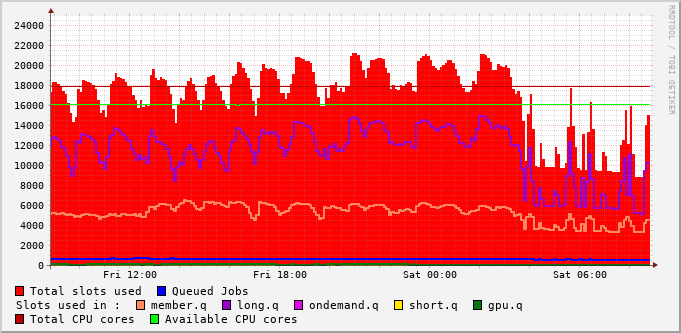 24000
22000
20000
18000
16000
14000
12000
10000
8000
6000
4000
2000
0
Fri 12:00 Fri 18:00 Sat 00:00 Sat 06:00
Total slots used Queued Jobs
Slots used in : member.q long.q ondemand.q short.q gpu.q
Total CPU cores Available CPU cores
RRDTOOL / TOBI OETIKER